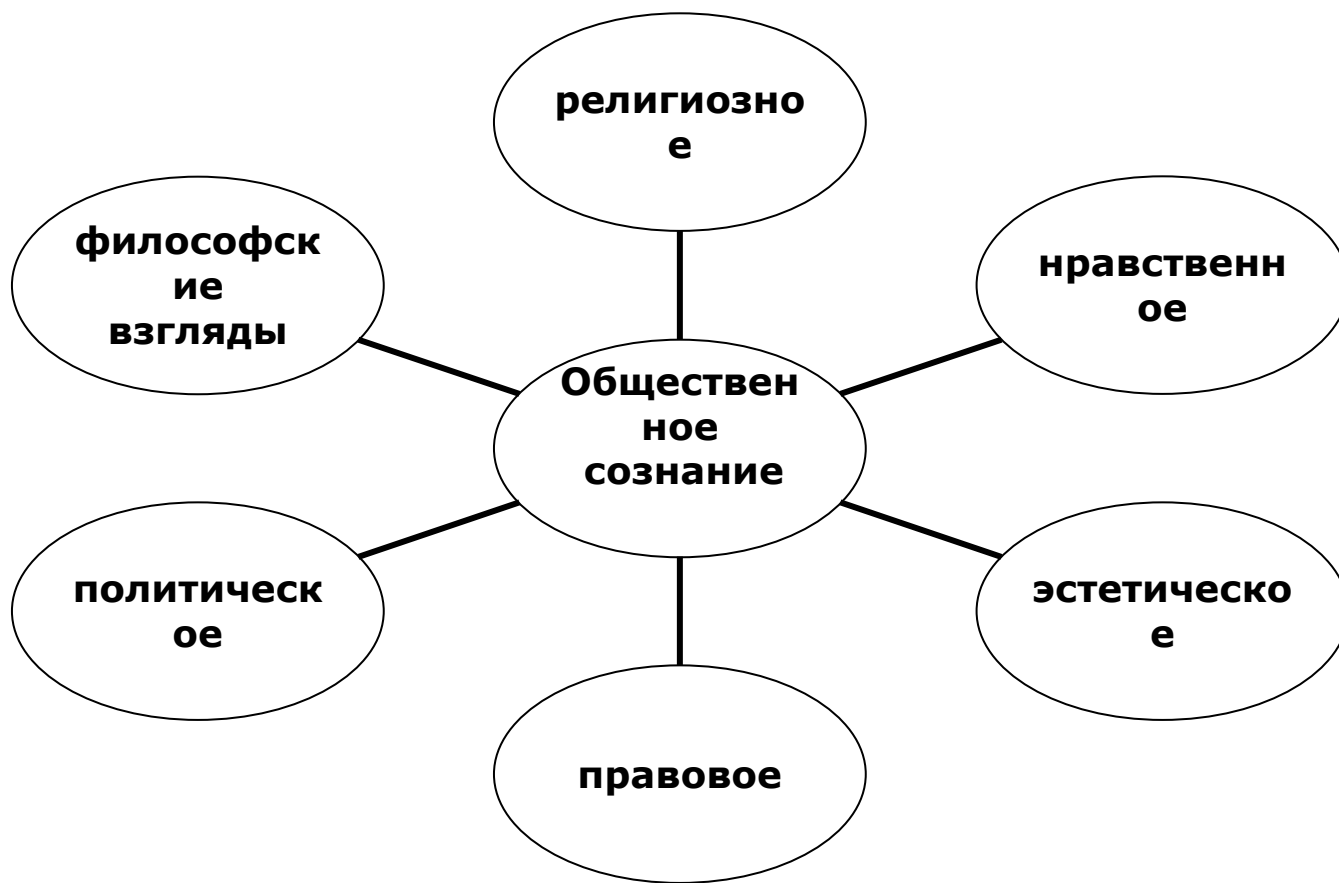 религиозно
е
философск
ие
взгляды
нравственн
ое
Обществен
ное
сознание
политическ
ое
эстетическо
е
правовое